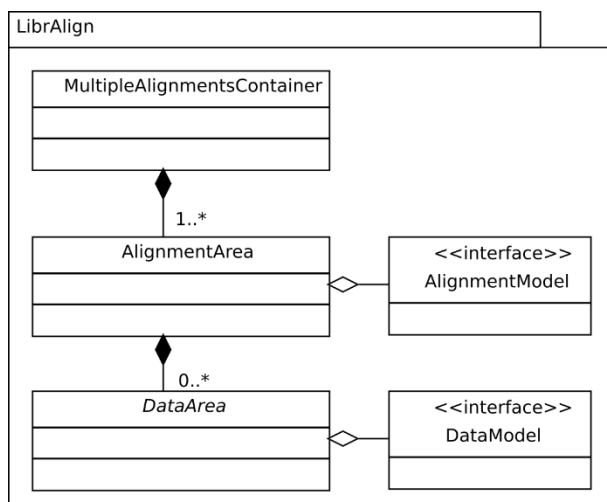 LibrAlign
MultipleAlignmentsContainer
1..*
AlignmentArea
<<interface>>
AlignmentModel
0..*
DataArea
<<interface>>
DataModel